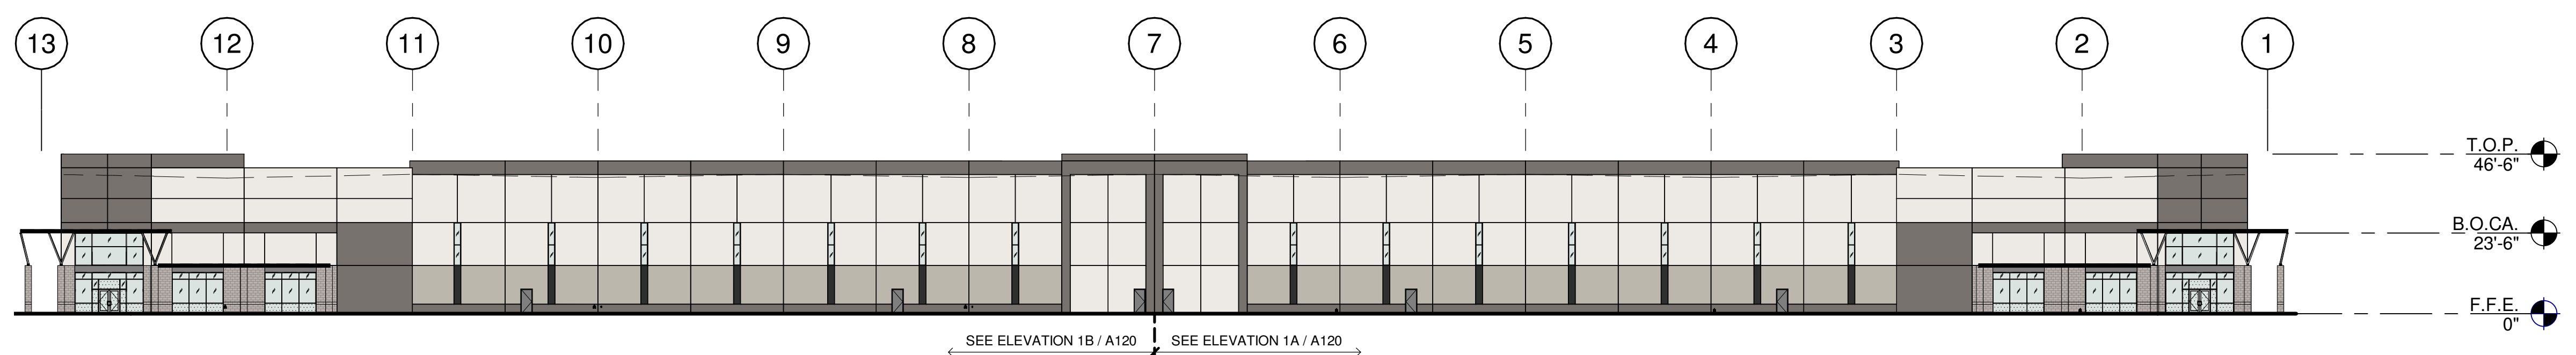 13 12 11 10 9 8 7 6 5 4 3 2 1
T.O.P.
46'-6"
B.O.CA.
23'-6"
F.F.E.
0"
SEE ELEVATION 1B / A120 SEE ELEVATION 1A / A120